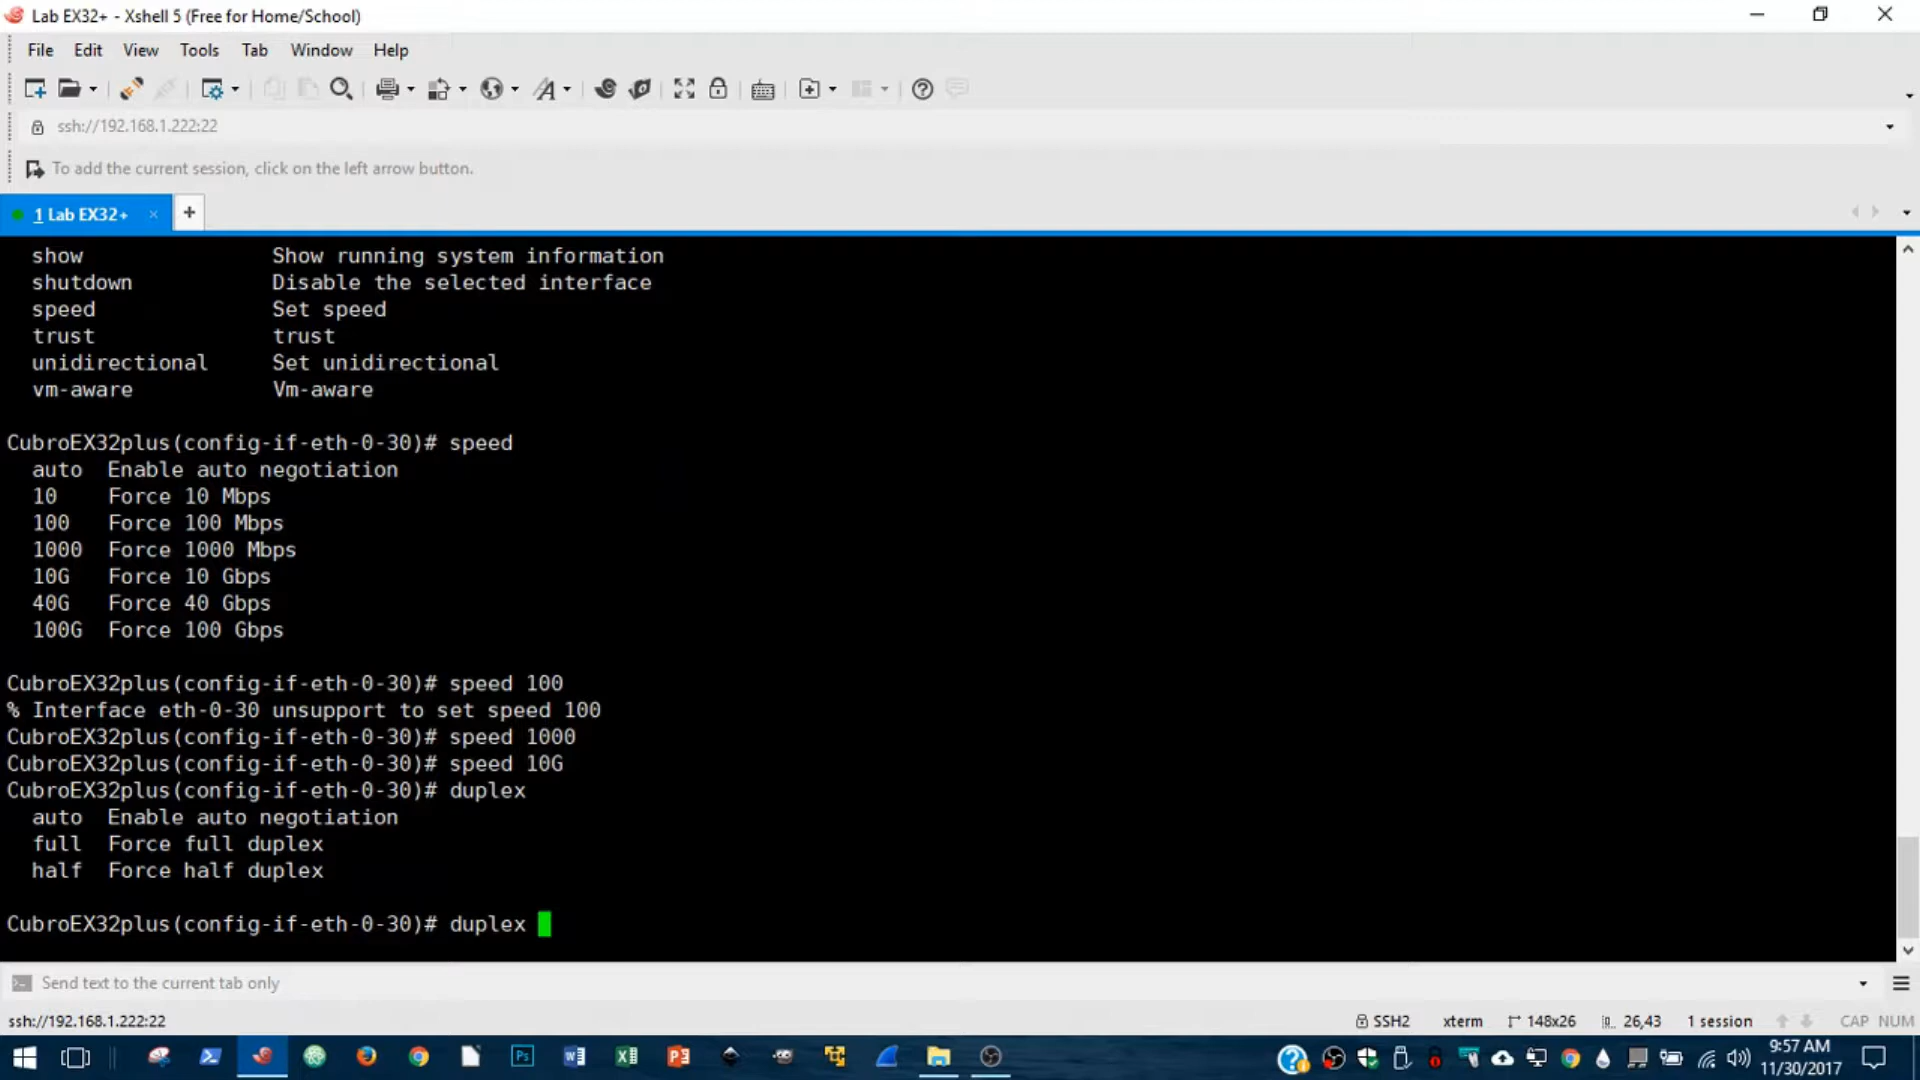 Lab EX32+ - Xshell 5 (Free for Home/School)
File Edit View Tools Tab Window Help
ssh://192.168.1.222:22
To add the current session, click on the left arrow button.
1 Lab EX32+
show Show running system information
shutdown Disable the selected interface
speed Set speed
trust trust
unidirectional Set unidirectional
vm-aware Vm-aware
CubroEX32plus(config-if-eth-0-30)# speed
auto Enable auto negotiation
10 Force 10 Mbps
100 Force 100 Mbps
1000 Force 1000 Mbps
10G Force 10 Gbps
40G Force 40 Gbps
100G Force 100 Gbps
CubroEX32plus(config-if-eth-0-30)# speed 100
% Interface eth-0-30 unsupport to set speed 100
CubroEX32plus(config-if-eth-0-30)# speed 1000
CubroEX32plus(config-if-eth-0-30)# speed 10G
CubroEX32plus(config-if-eth-0-30)# duplex
auto Enable auto negotiation
full Force full duplex
half Force half duplex
CubroEX32plus(config-if-eth-0-30)# duplex
Send text to the current tab only
ssh://192.168.1.222:22 SSH2 xterm 148x26 26,43 1 session CAP NUM
9:57 AM
11/30/2017